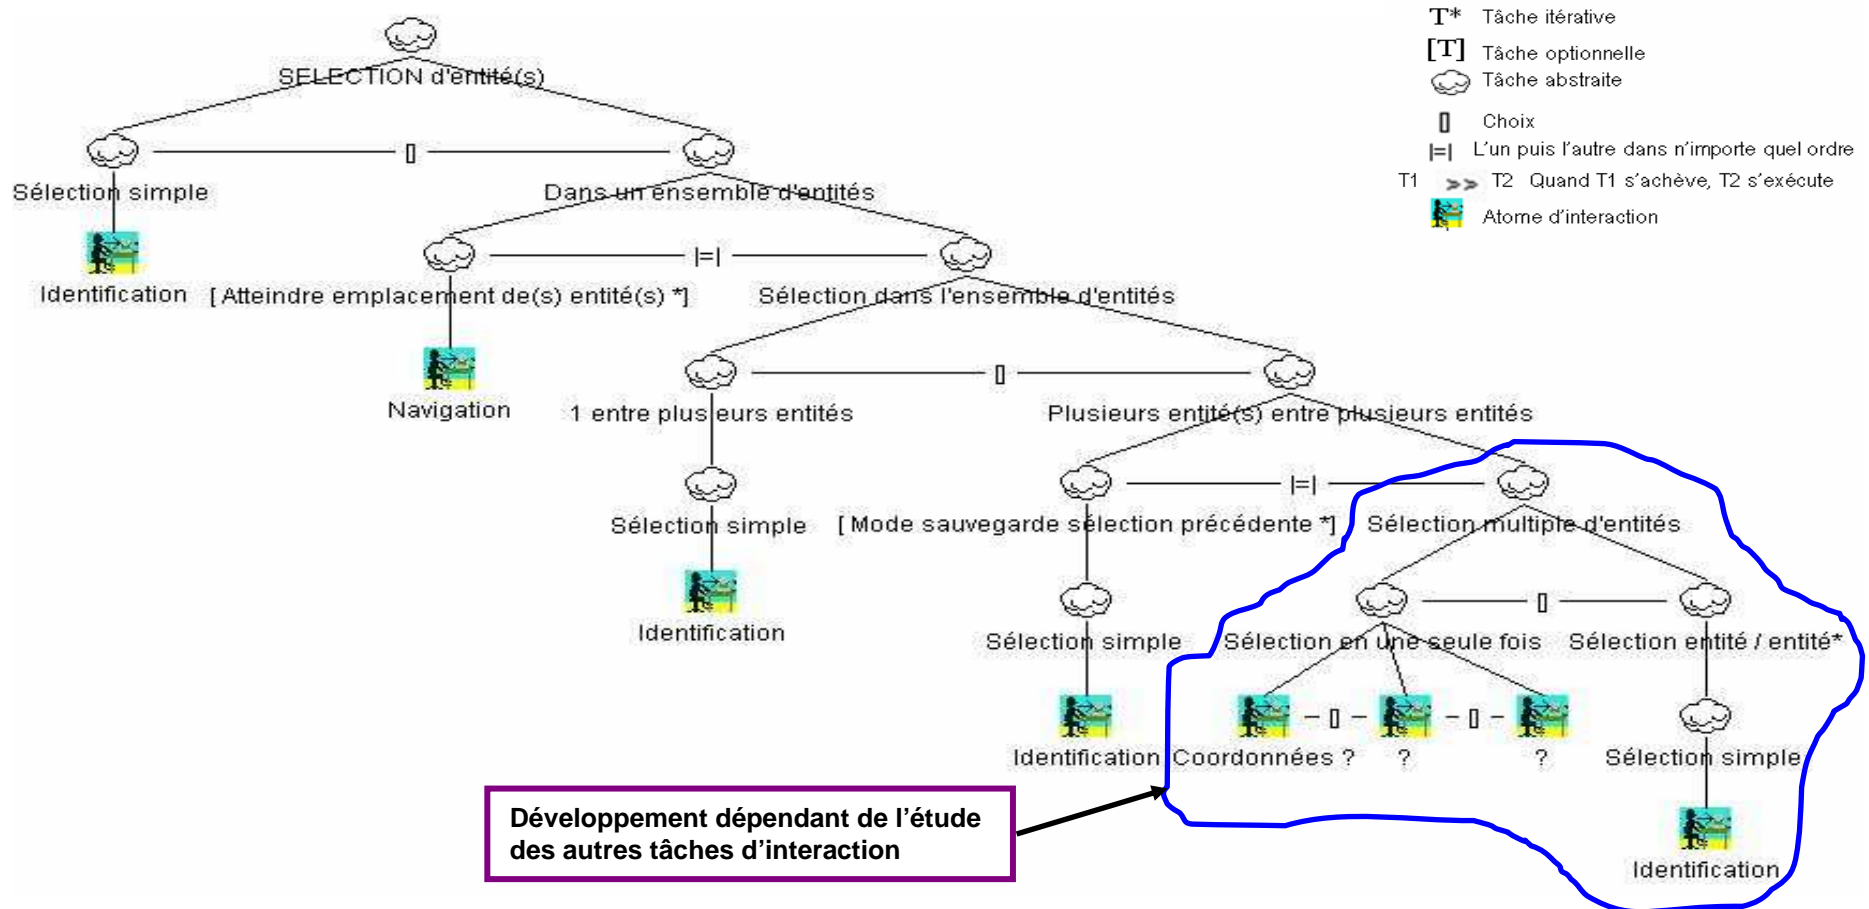 T* Tâche itérative
[T] Tâche optionnelle
Tâche abstraite
[] Choix
|=| L'un puis l'autre dans n'importe quel ordre
T1 >> T2 Quand T1 s'achève, T2 s'exécute
Atome d'interaction
SELECTION d'entité(s)
[]
Sélection simple
Dans un ensemble d'entités
|=|
Identification
[ Atteindre emplacement de(s) entité(s) *]
Sélection dans l'ensemble d'entités
[]
Navigation
1 entre plusieurs entités
Plusieurs entité(s) entre plusieurs entités
|=|
Sélection simple
[ Mode sauvegarde sélection précédente *]
Sélection multiple d'entités
[]
Identification
Sélection simple
Sélection en une seule fois
Sélection entité / entité*
[] []
Identification
Coordonnées ?
?
?
Sélection simple
Développement dépendant de l'étude
des autres tâches d'interaction
Identification